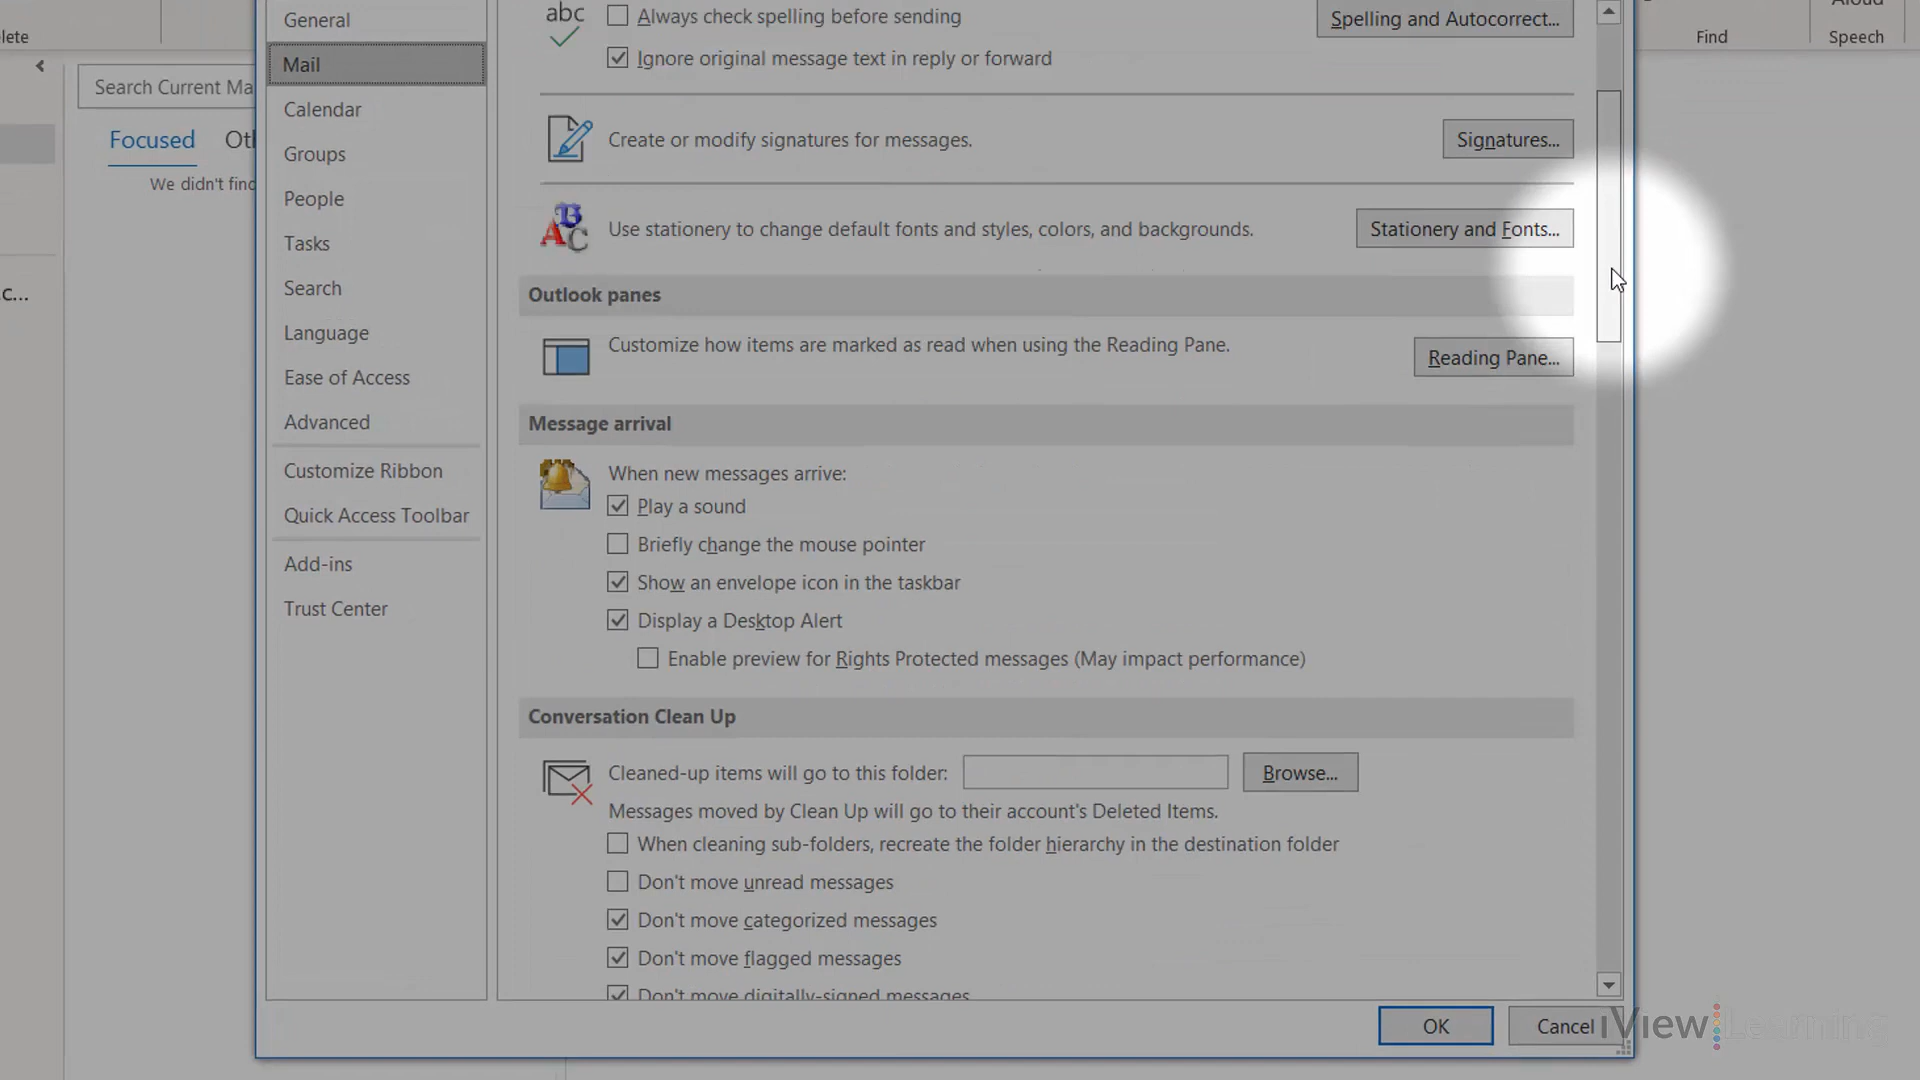 lete
Find
Speech
Search Current Ma
Focused
We didn't find
.c...
General
Mail
Calendar
Groups
People
Tasks
Search
Language
Ease of Access
Advanced
Customize Ribbon
Quick Access Toolbar
Add-ins
Trust Center
abc
Always check spelling before sending
Spelling and Autocorrect...
Ignore original message text in reply or forward
Create or modify signatures for messages.
Signatures...
Use stationery to change default fonts and styles, colors, and backgrounds.
Stationery and Fonts...
Outlook panes
Customize how items are marked as read when using the Reading Pane.
Reading Pane...
Message arrival
When new messages arrive:
Play a sound
Briefly change the mouse pointer
Show an envelope icon in the taskbar
Display a Desktop Alert
Enable preview for Rights Protected messages (May impact performance)
Conversation Clean Up
Cleaned-up items will go to this folder:
Browse...
Messages moved by Clean Up will go to their account's Deleted Items.
When cleaning sub-folders, recreate the folder hierarchy in the destination folder
Don't move unread messages
Don't move categorized messages
Don't move flagged messages
Don't move digitally-signed messages
OK
Cancel
iView Learning